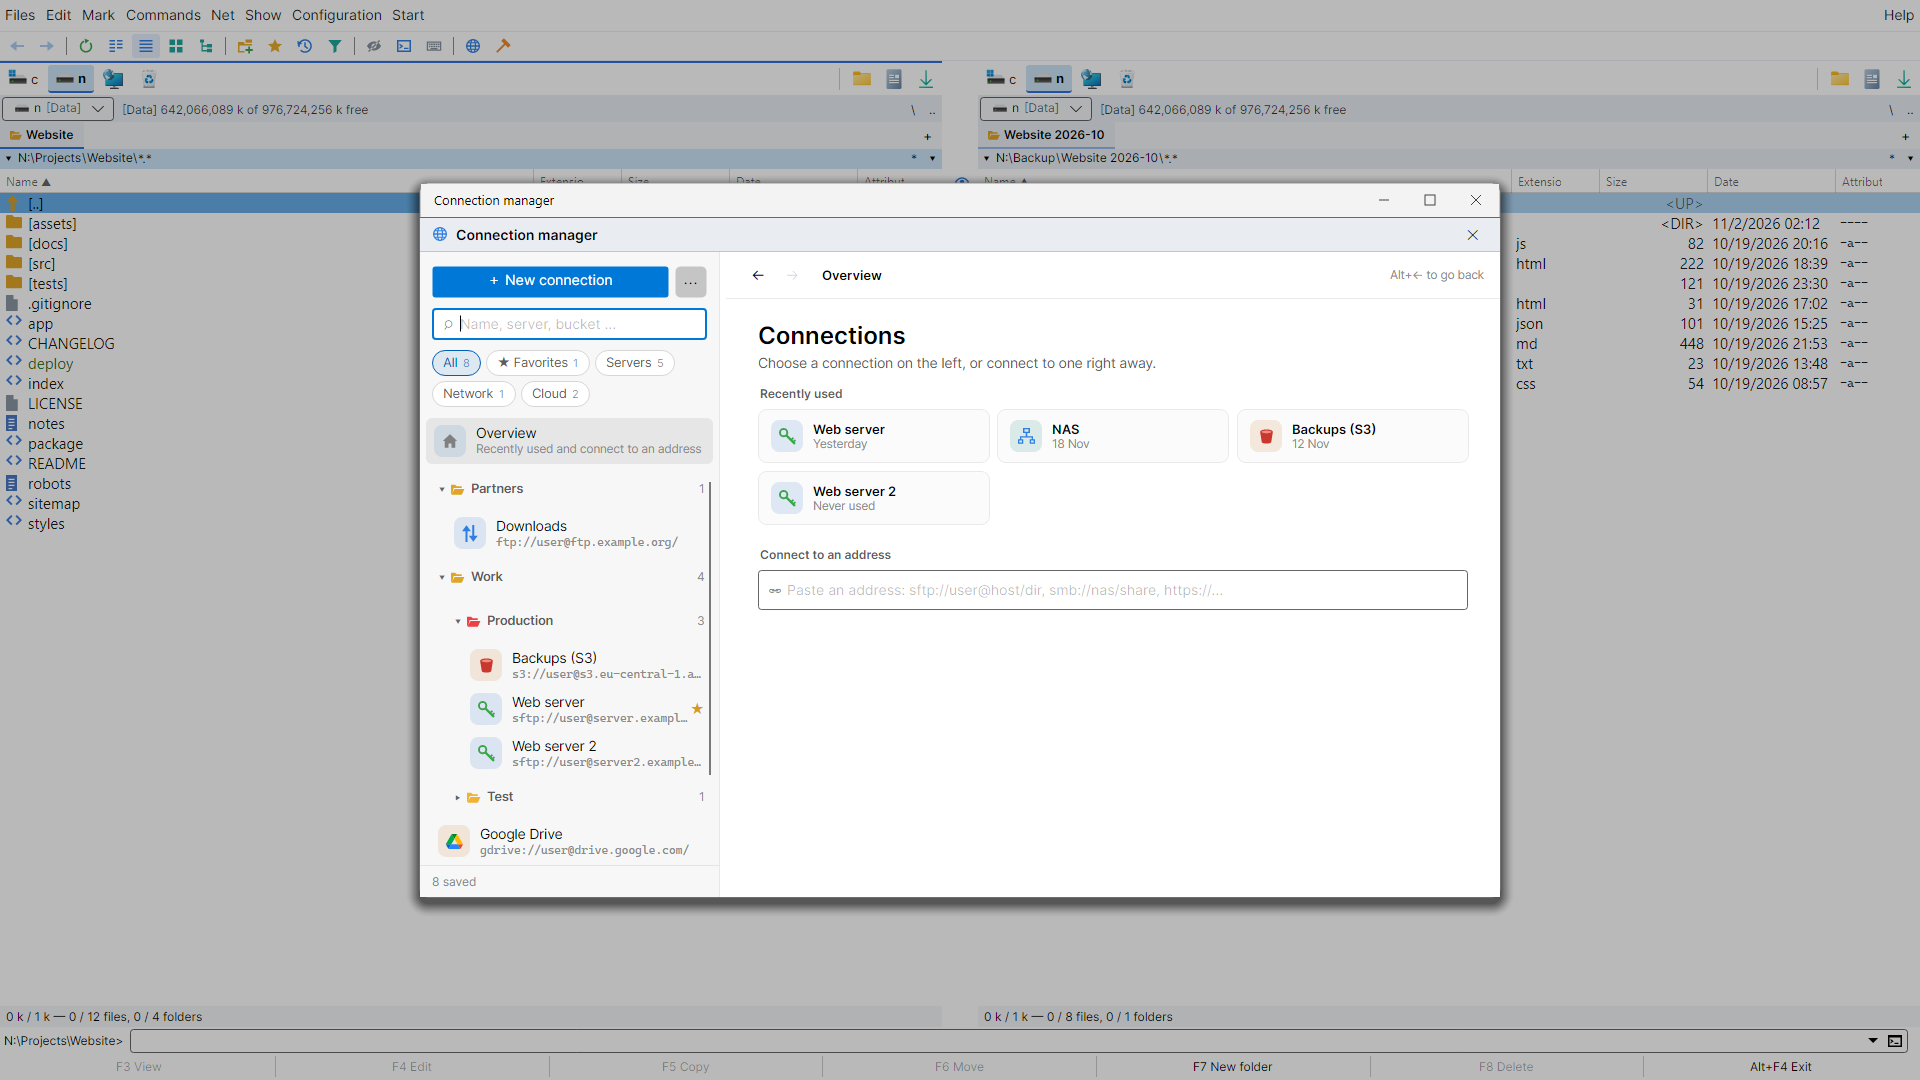 Files Edit Mark Commands Net Show Configuration Start Help
c n c n
n [Data] [Data] 642,066,089 k of 976,724,256 k free \ ..
n [Data] [Data] 642,066,089 k of 976,724,256 k free \ ..
Website +
Website 2026-10 +
N:\Projects\Website\*.* *
N:\Backup\Website 2026-10\*.* *
Name Extensio Size Date Attribut
Name Extensio Size Date Attribut
[..]
[assets]
[docs]
[src]
[tests]
.gitignore
app
CHANGELOG
deploy
index
LICENSE
notes
package
README
robots
sitemap
styles
Connection manager
Connection manager
+ New connection ...
Name, server, bucket ...
All 8 ★ Favorites 1 Servers 5
Network 1 Cloud 2
Overview
Recently used and connect to an address
Partners 1
Downloads
ftp://user@ftp.example.org/
Work 4
Production 3
Backups (S3)
s3://user@s3.eu-central-1.a...
Web server
sftp://user@server.exampl...
Web server 2
sftp://user@server2.example...
Test 1
Google Drive
gdrive://user@drive.google.com/
8 saved
← → Overview Alt+← to go back
Connections
Choose a connection on the left, or connect to one right away.
Recently used
Web server
Yesterday
NAS
18 Nov
Backups (S3)
12 Nov
Web server 2
Never used
Connect to an address
Paste an address: sftp://user@host/dir, smb://nas/share, https://...
<UP>
<DIR> 11/2/2026 02:12 ----
js 82 10/19/2026 20:16 -a--
html 222 10/19/2026 18:39 -a--
121 10/19/2026 23:30 -a--
html 31 10/19/2026 17:02 -a--
json 101 10/19/2026 15:25 -a--
md 448 10/19/2026 21:53 -a--
txt 23 10/19/2026 13:48 -a--
css 54 10/19/2026 08:57 -a--
0 k / 1 k — 0 / 12 files, 0 / 4 folders
0 k / 1 k — 0 / 8 files, 0 / 1 folders
N:\Projects\Website>
F3 View F4 Edit F5 Copy F6 Move F7 New folder F8 Delete Alt+F4 Exit